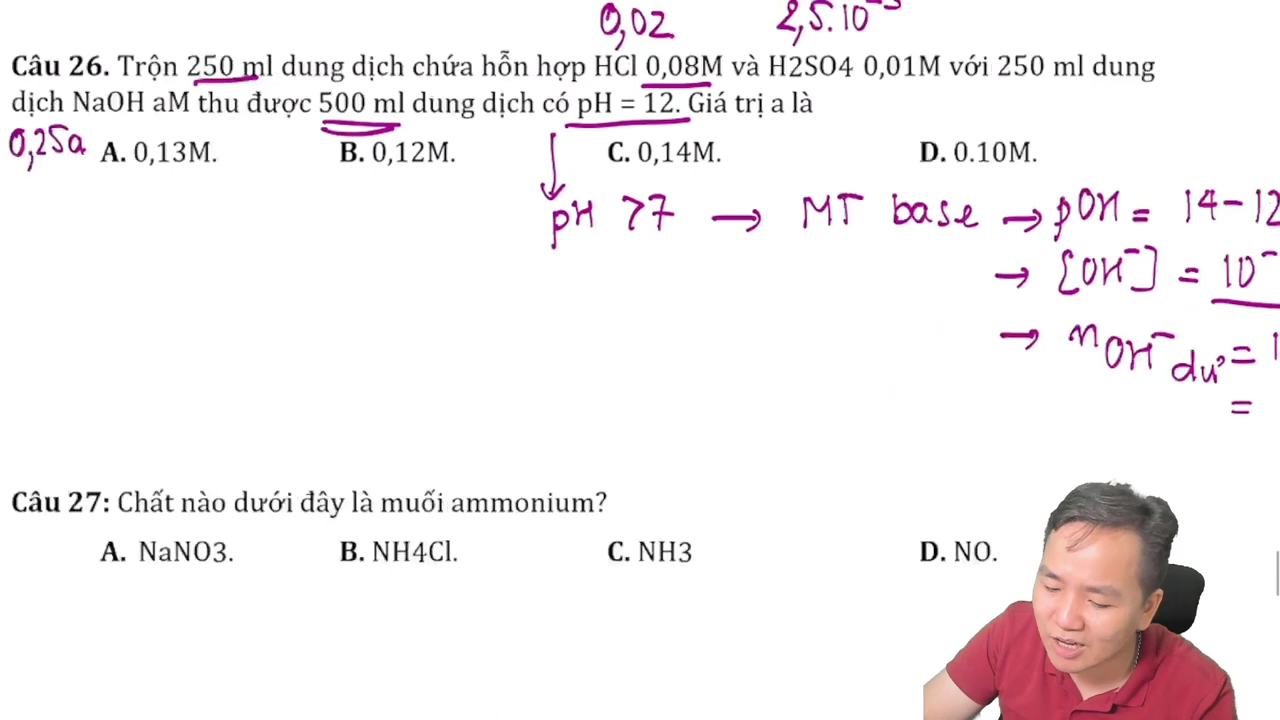 0,02 2,5.10⁻³
Câu 26. Trộn 250 ml dung dịch chứa hỗn hợp HCl 0,08M và H2SO4 0,01M với 250 ml dung
dịch NaOH aM thu được 500 ml dung dịch có pH = 12. Giá trị a là
0,25a A. 0,13M. B. 0,12M. C. 0,14M. D. 0.10M.
pH >7 → MT base → pOH = 14-12
→ [OH⁻] = 10⁻
→ nOH⁻ dư = 1
=
Câu 27: Chất nào dưới đây là muối ammonium?
A. NaNO3. B. NH4Cl. C. NH3 D. NO.